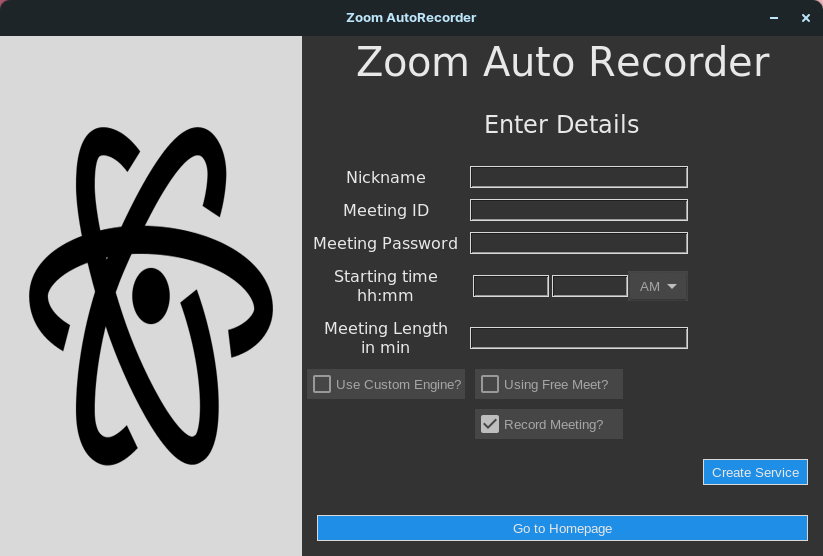 Zoom AutoRecorder
Zoom Auto Recorder
Enter Details
Nickname
Meeting ID
Meeting Password
Starting time
hh:mm
AM
Meeting Length
in min
Use Custom Engine?
Using Free Meet?
Record Meeting?
Create Service
Go to Homepage